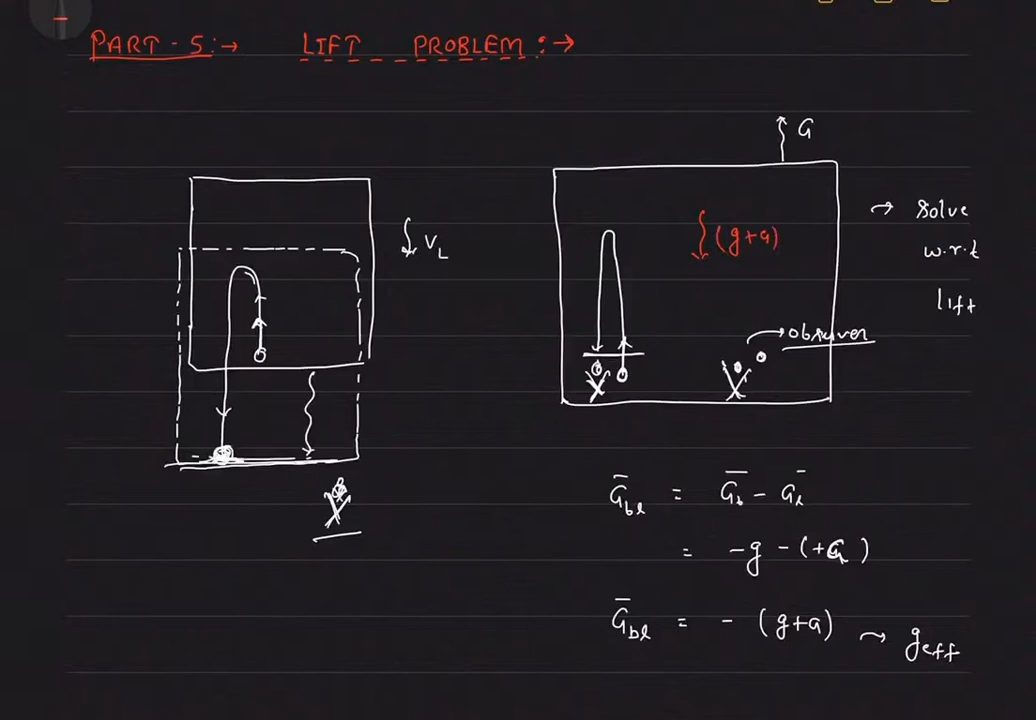 PART - 5 :→ LIFT PROBLEM :→
a
→ Solve
(g+a)
V_L
w.r.t
lift
observer
a̅_bl = a̅_b - a̅_l
= -g - (+a)
a̅_bl = - (g+a) → g_eff